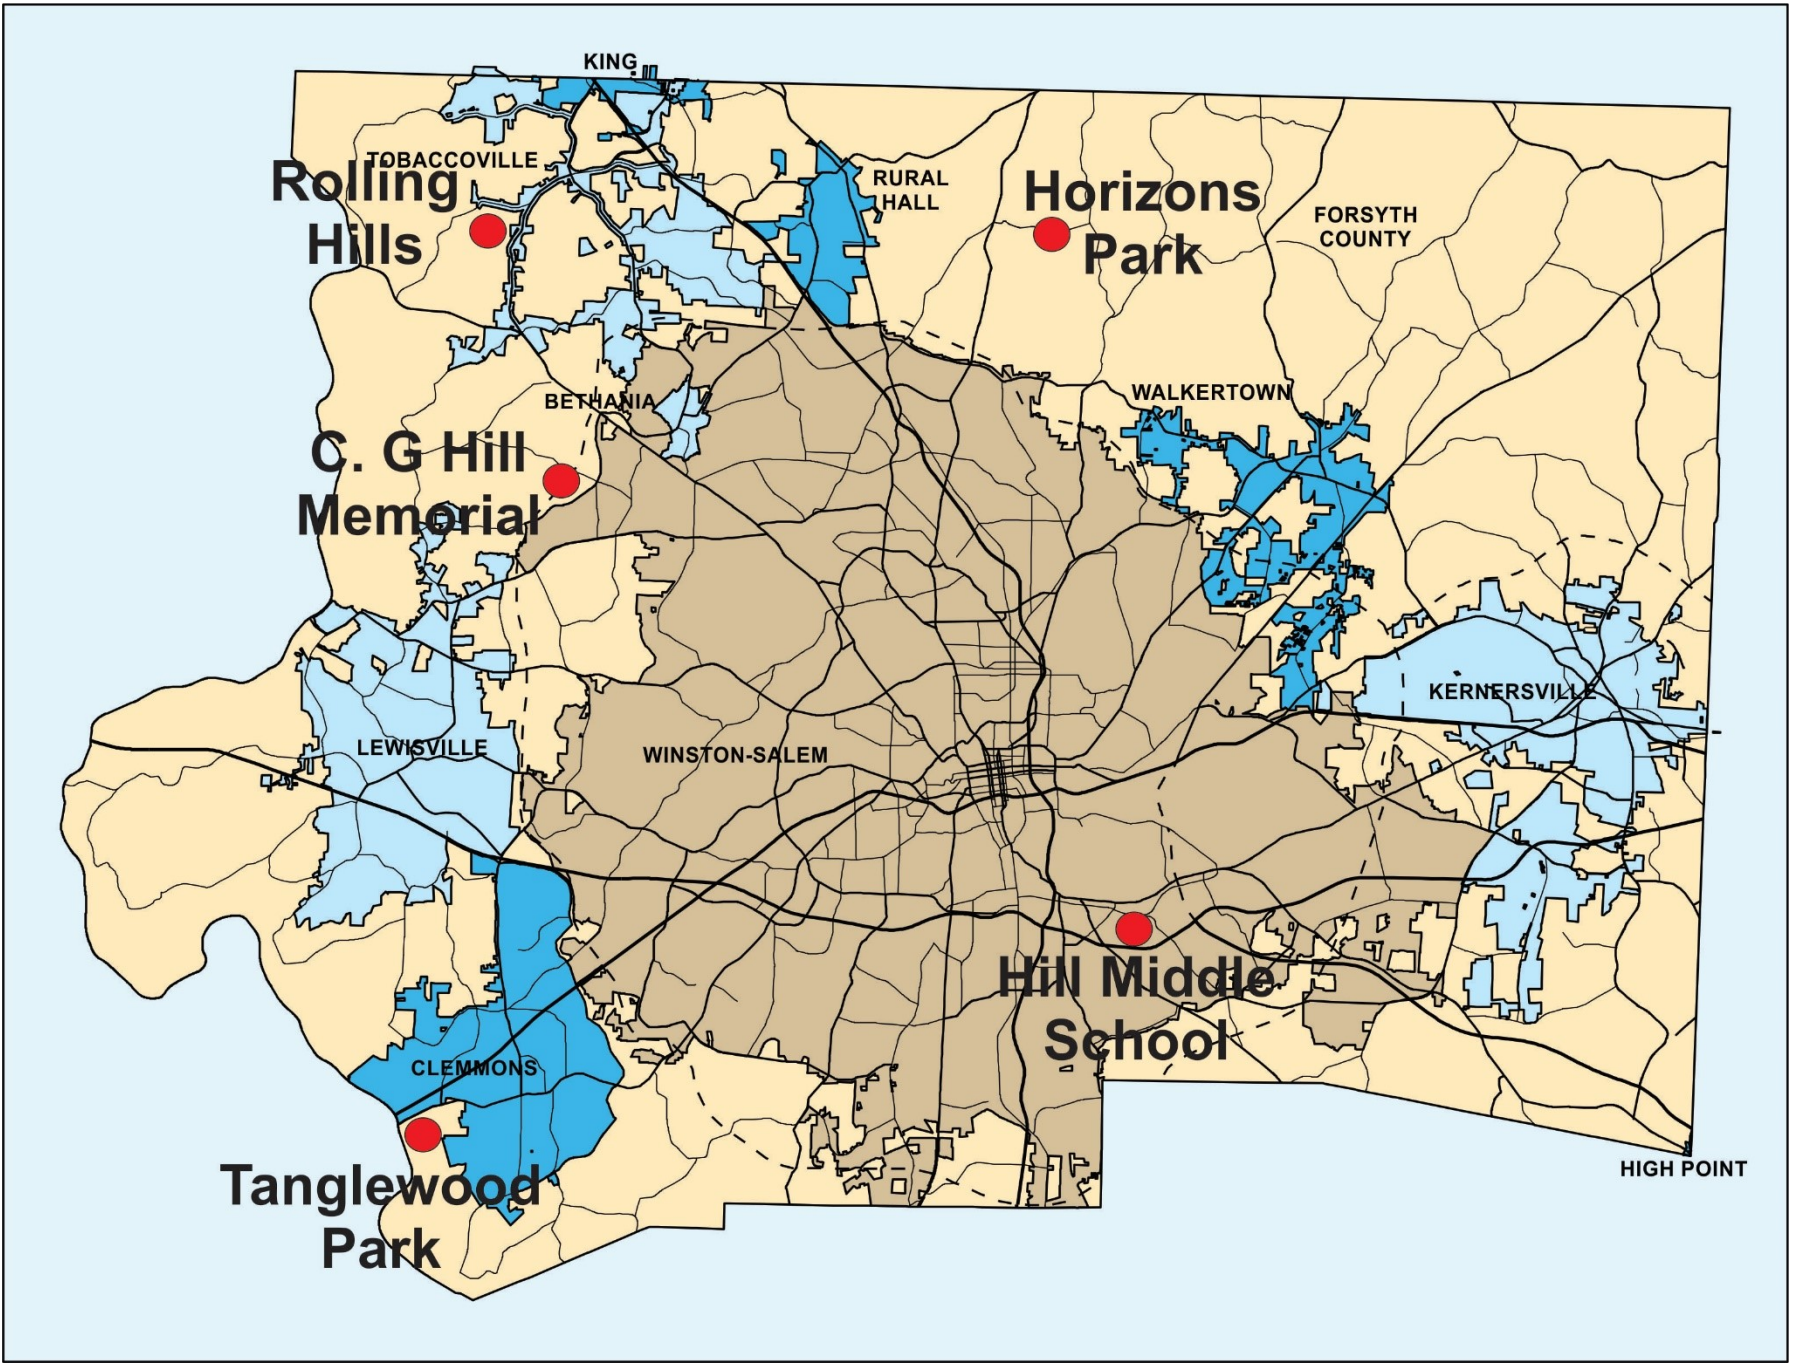 KING
TOBACCOVILLE
Rolling
Hills
RURAL
HALL
Horizons
Park
FORSYTH
COUNTY
WALKERTOWN
BETHANIA
C. G Hill
Memorial
KERNERSVILLE
LEWISVILLE
WINSTON-SALEM
Hill Middle
School
CLEMMONS
HIGH POINT
Tanglewood
Park